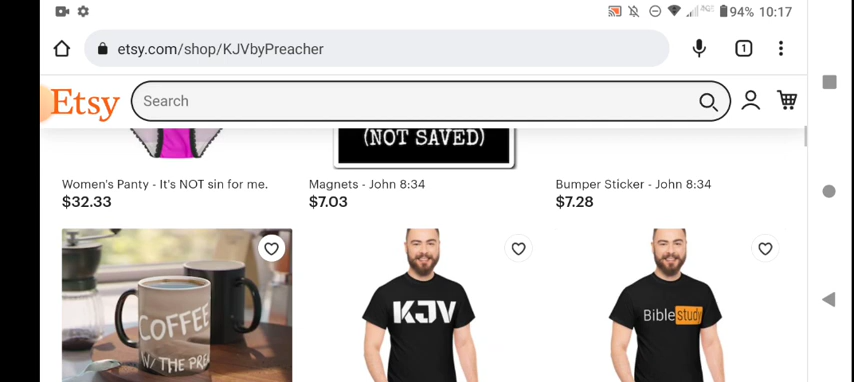 94% 10:17
etsy.com/shop/KJVbyPreacher
1
Etsy
Search
(NOT SAVED)
Women's Panty - It's NOT sin for me.
$32.33
Magnets - John 8:34
$7.03
Bumper Sticker - John 8:34
$7.28
COFFEE
W/ THE PRE
KJV
Bible study